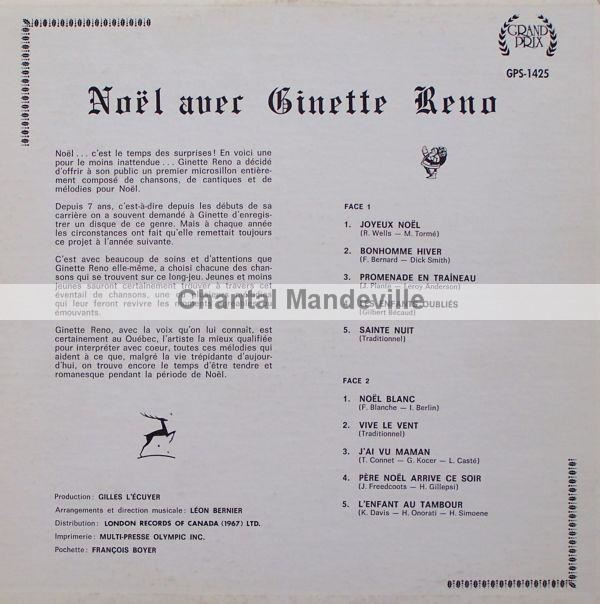 GRAND
PRIX
GPS-1425
Noël avec Ginette Reno
Noël . . . c'est le temps des surprises! En voici une
pour le moins inattendue . . . Ginette Reno a décidé
d'offrir à son public un premier microsillon entière-
ment composé de chansons, de cantiques et de
mélodies pour Noël.
Depuis 7 ans, c'est-à-dire depuis les débuts de sa
carrière on a souvent demandé à Ginette d'enregis-
trer un disque de ce genre. Mais à chaque année
les circonstances ont fait qu'elle remettait toujours
ce projet à l'année suivante.
C'est avec beaucoup de soins et d'attentions que
Ginette Reno elle-même, a choisi chacune des chan-
sons qui se trouvent sur ce long-jeu. Jeunes et moins
jeunes sauront certainement trouver à travers cet
éventail de chansons, une
qui leur feront revivre les moments
émouvants.
Ginette Reno, avec la voix qu'on lui connaît, est
certainement au Québec, l'artiste la mieux qualifiée
pour interpréter avec coeur, toutes ces mélodies qui
aident à ce que, malgré la vie trépidante d'aujour-
d'hui, on trouve encore le temps d'être tendre et
romanesque pendant la période de Noël.
Production: GILLES L'ÉCUYER
Arrangements et direction musicale: LÉON BERNIER
Distribution: LONDON RECORDS OF CANADA (1967) LTD.
Imprimerie: MULTI-PRESSE OLYMPIC INC.
Pochette: FRANÇOIS BOYER
FACE 1
1. JOYEUX NOËL
(R. Wells — M. Tormé)
2. BONHOMME HIVER
(F. Bernard — Dick Smith)
3. PROMENADE EN TRAÎNEAU
(J. Plante — Leroy Anderson)
LES ENFANTS OUBLIÉS
(Gilbert Bécaud)
5. SAINTE NUIT
(Traditionnel)
FACE 2
1. NOËL BLANC
(F. Blanche — I. Berlin)
2. VIVE LE VENT
(Traditionnel)
3. J'AI VU MAMAN
(T. Connet — G. Kocer — L. Casté)
4. PÈRE NOËL ARRIVE CE SOIR
(J. Freedcoots — H. Gillepsi)
5. L'ENFANT AU TAMBOUR
(K. Davis — H. Onorati — H. Simoene
Chantal Mandeville